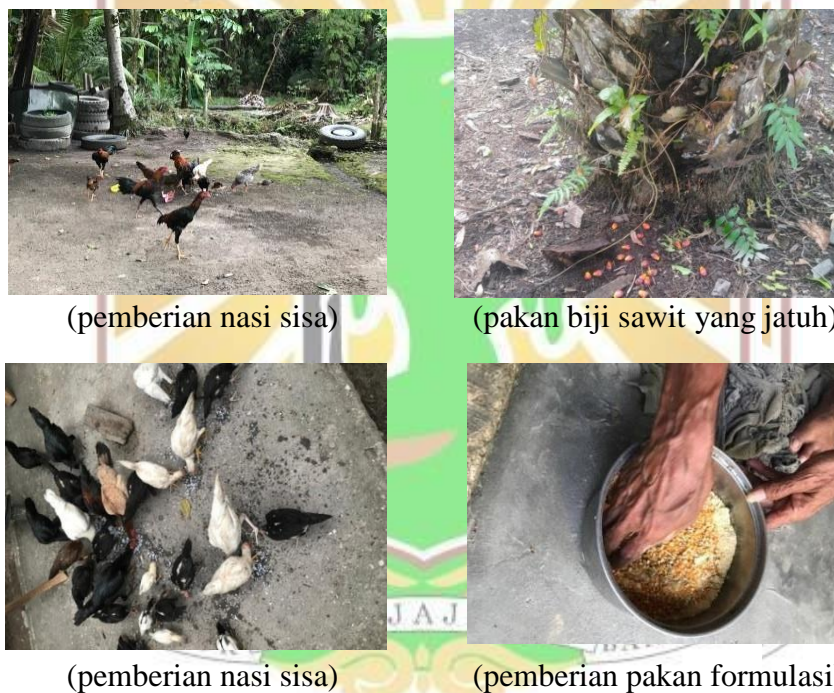 (pemberian nasi sisa)
(pakan biji sawit yang jatuh)
(pemberian nasi sisa)
(pemberian pakan formulasi